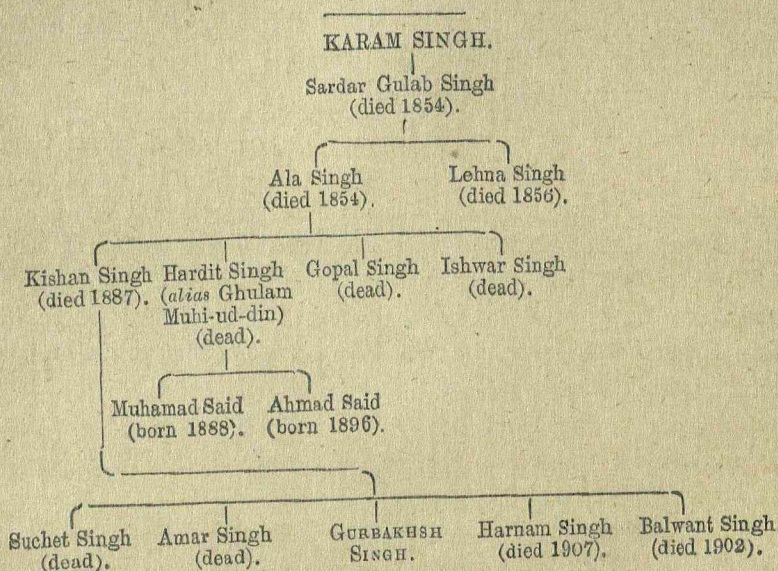 KARAM SINGH.
Sardar Gulab Singh
(died 1854).
Ala Singh
(died 1854).
Lehna Singh
(died 1856).
Kishan Singh
(died 1887).
Hardit Singh
(alias Ghulam
Muhi-ud-din)
(dead).
Gopal Singh
(dead).
Ishwar Singh
(dead).
Muhamad Said
(born 1888).
Ahmad Said
(born 1896).
Suchet Singh
(dead).
Amar Singh
(dead).
GURBAKHSH
SINGH.
Harnam Singh
(died 1907).
Balwant Singh
(died 1902).